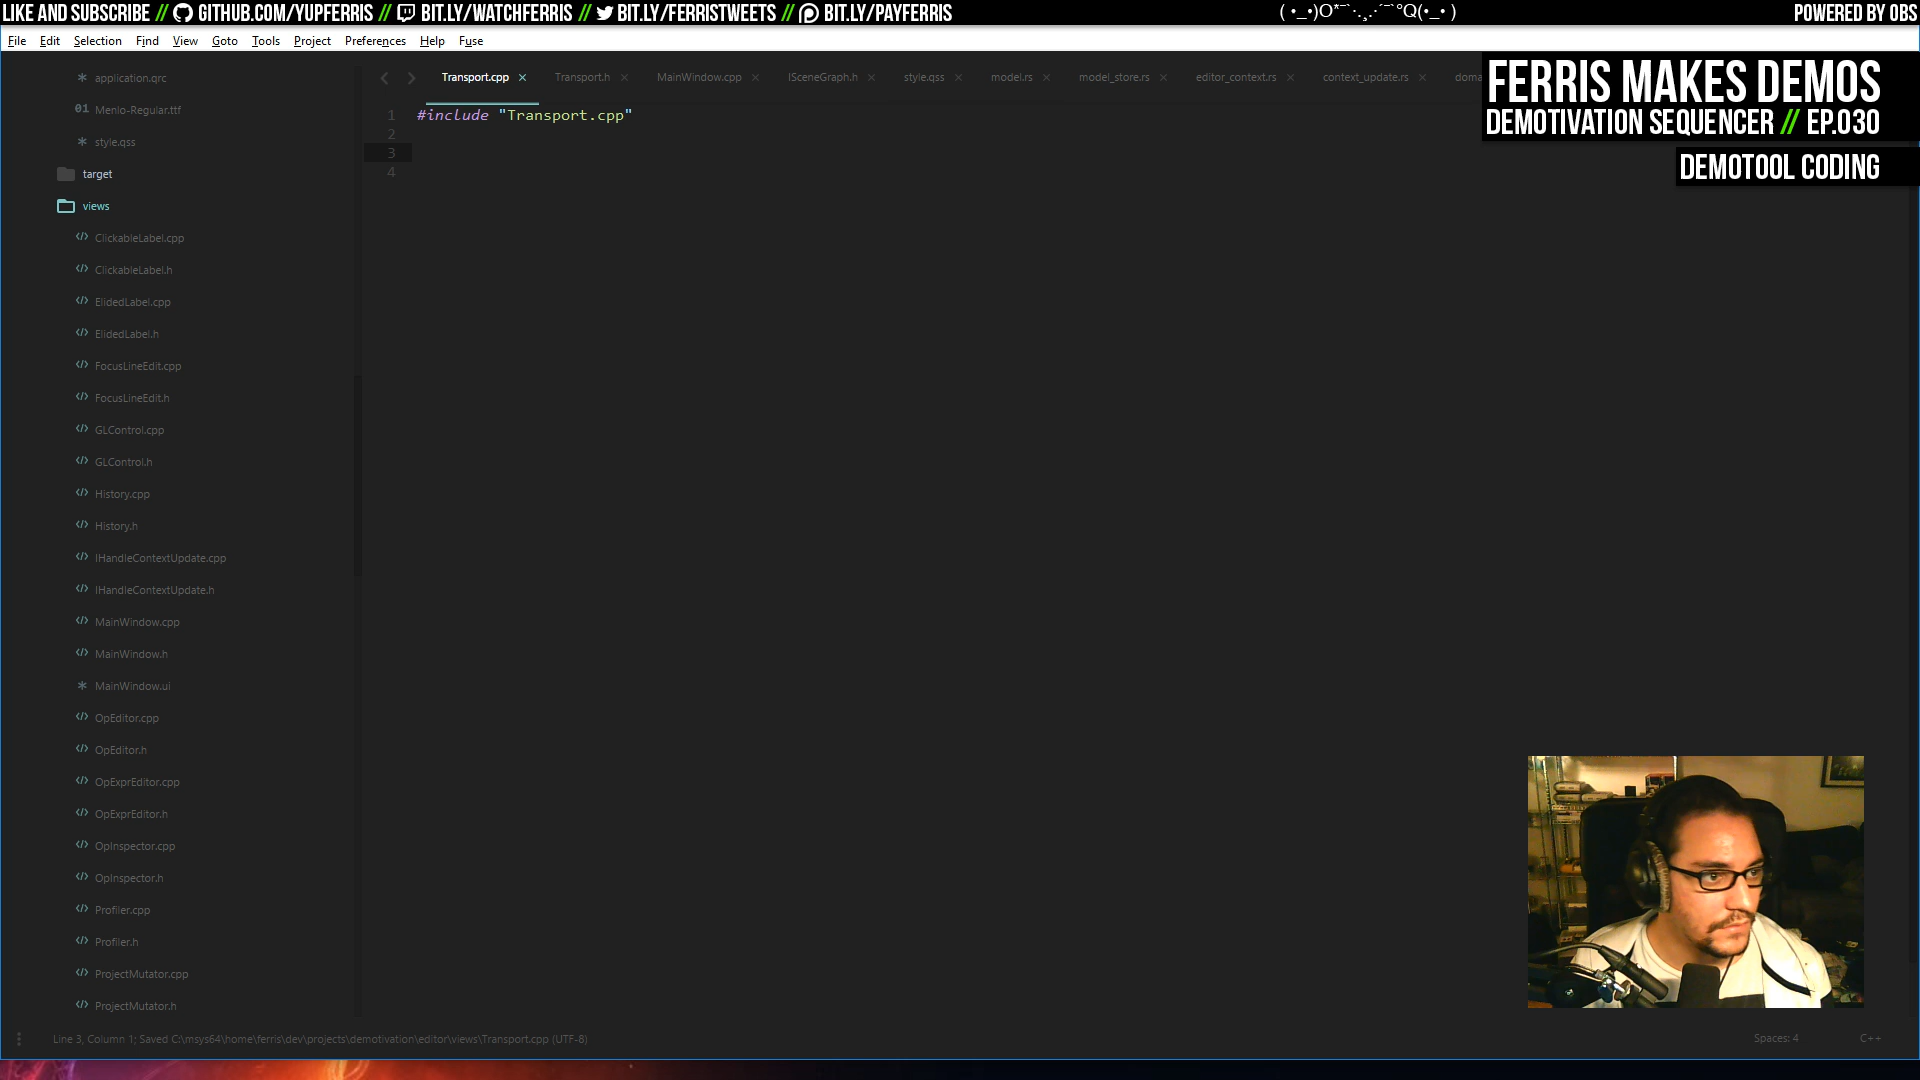 LIKE AND SUBSCRIBE // GITHUB.COM/YUPFERRIS // BIT.LY/WATCHFERRIS // BIT.LY/FERRISTWEETS // BIT.LY/PAYFERRIS
POWERED BY OBS
File Edit Selection Find View Goto Tools Project Preferences Help Fuse
Transport.cpp Transport.h MainWindow.cpp ISceneGraph.h style.qss model.rs model_store.rs editor_context.rs context_update.rs doma
FERRIS MAKES DEMOS
DEMOTIVATION SEQUENCER // EP.030
DEMOTOOL CODING
application.qrc
Menlo-Regular.ttf
style.qss
target
views
ClickableLabel.cpp
ClickableLabel.h
ElidedLabel.cpp
ElidedLabel.h
FocusLineEdit.cpp
FocusLineEdit.h
GLControl.cpp
GLControl.h
History.cpp
History.h
IHandleContextUpdate.cpp
IHandleContextUpdate.h
MainWindow.cpp
MainWindow.h
MainWindow.ui
OpEditor.cpp
OpEditor.h
OpExprEditor.cpp
OpExprEditor.h
OpInspector.cpp
OpInspector.h
Profiler.cpp
Profiler.h
ProjectMutator.cpp
ProjectMutator.h
1 #include "Transport.cpp"
2
3
4
Line 3, Column 1; Saved C:\msys64\home\ferris\dev\projects\demotivation\editor\views\Transport.cpp (UTF-8)
Spaces: 4
C++